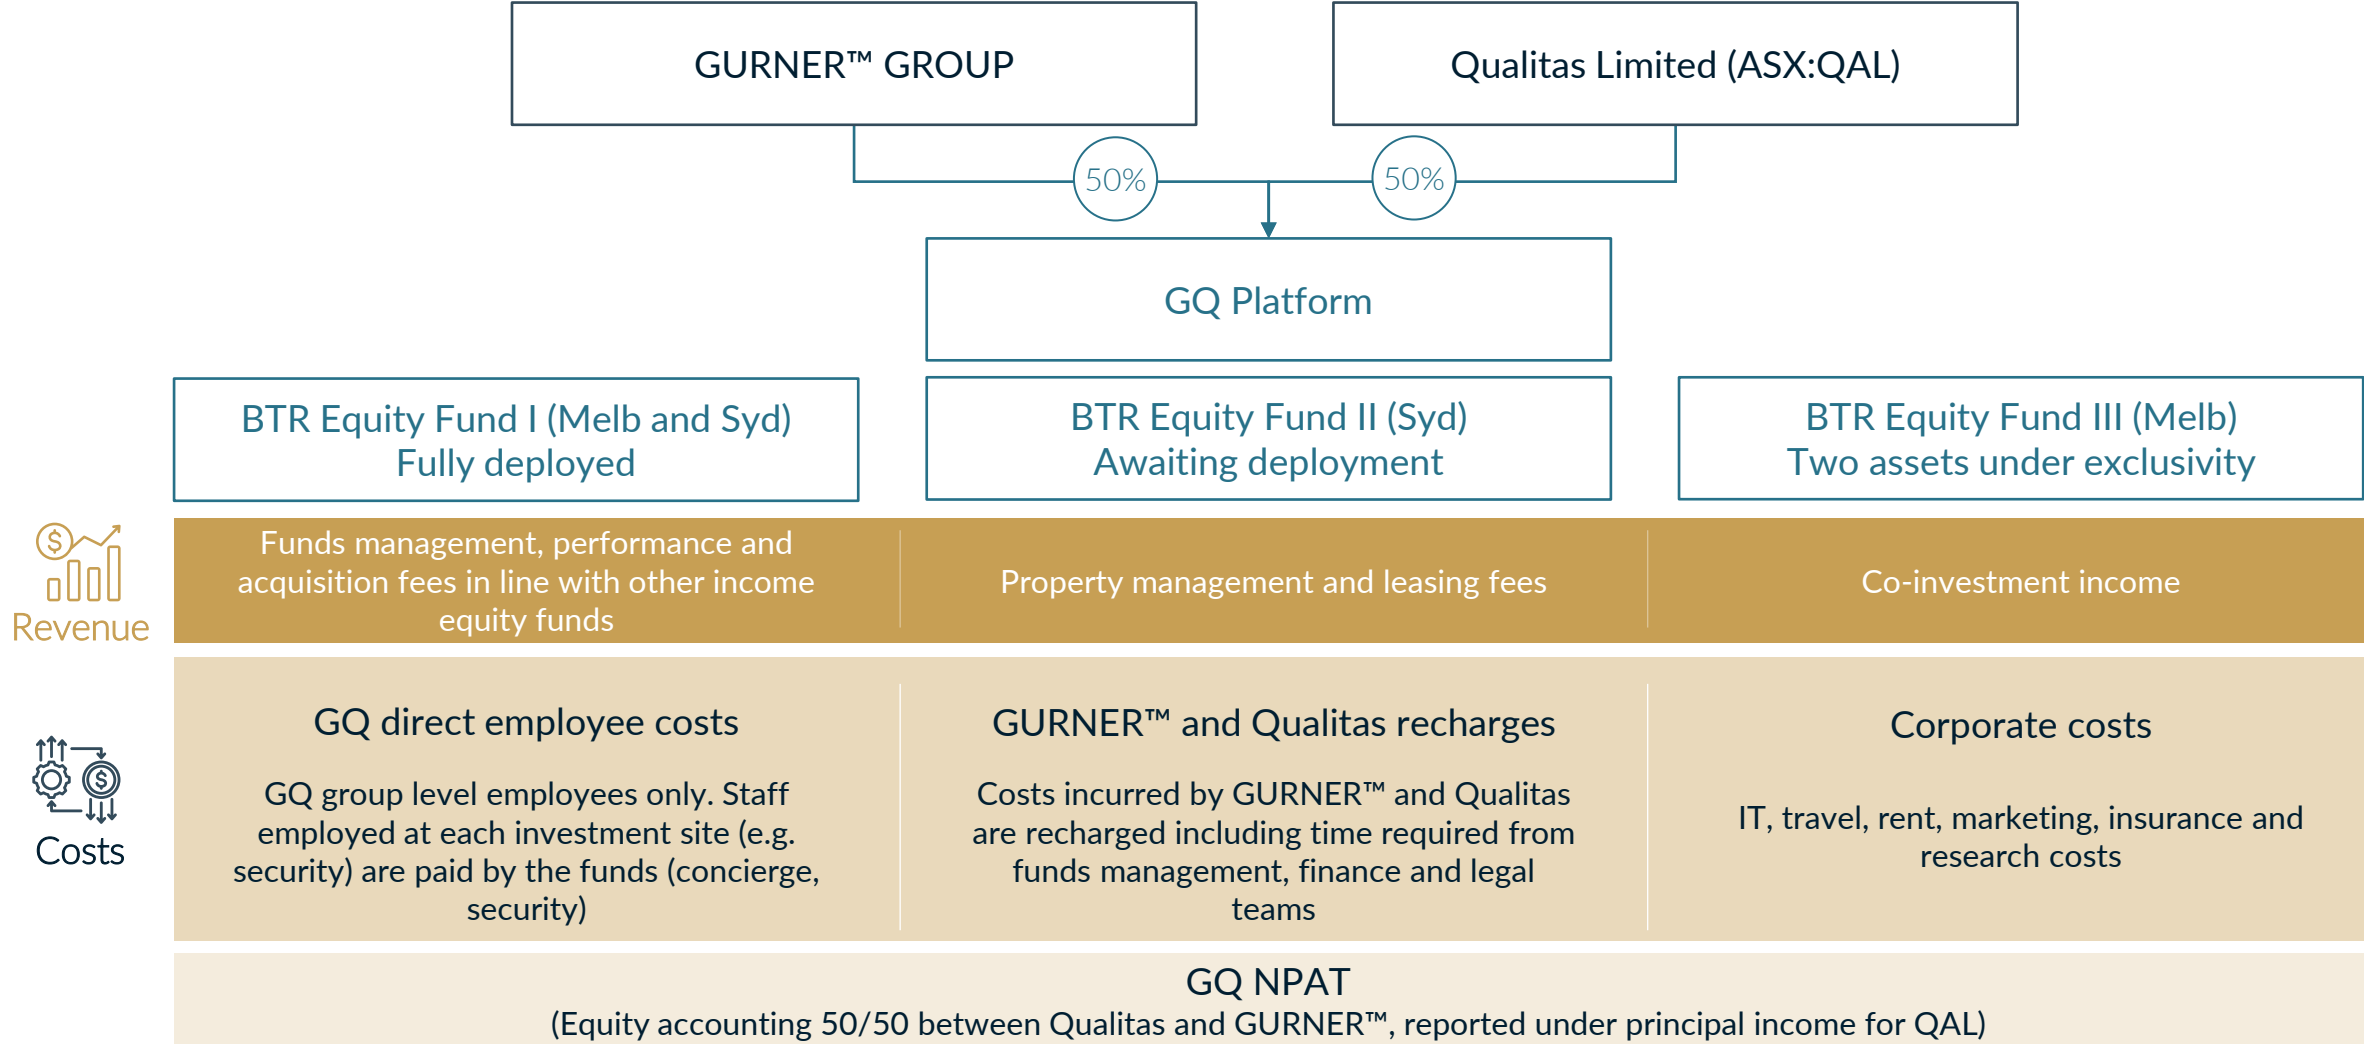 GURNER™ GROUP
Qualitas Limited (ASX:QAL)
50%
50%
GQ Platform
BTR Equity Fund I (Melb and Syd)
Fully deployed
BTR Equity Fund II (Syd)
Awaiting deployment
BTR Equity Fund III (Melb)
Two assets under exclusivity
$
Revenue
Funds management, performance and
acquisition fees in line with other income
equity funds
Property management and leasing fees
Co-investment income
$
Costs
GQ direct employee costs
GQ group level employees only. Staff
employed at each investment site (e.g.
security) are paid by the funds (concierge,
security)
GURNER™ and Qualitas recharges
Costs incurred by GURNER™ and Qualitas
are recharged including time required from
funds management, finance and legal
teams
Corporate costs
IT, travel, rent, marketing, insurance and
research costs
GQ NPAT
(Equity accounting 50/50 between Qualitas and GURNER™, reported under principal income for QAL)